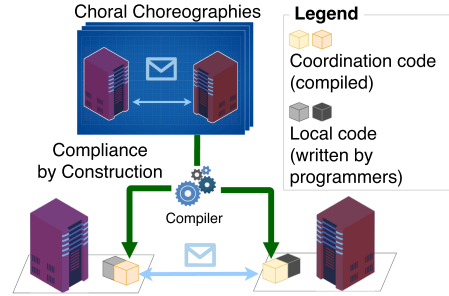 Choral Choreographies
Legend
Coordination code
(compiled)
Local code
(written by
programmers)
Compliance
by Construction
Compiler